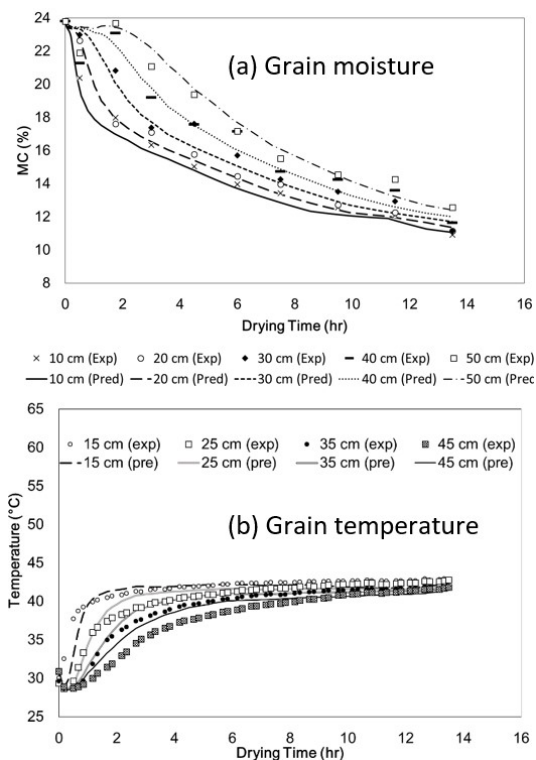 24
22
20
18
16
14
12
10
8
MC (%)
(a) Grain moisture
0 2 4 6 8 10 12 14 16
Drying Time (hr)
10 cm (Exp) 20 cm (Exp) 30 cm (Exp) 40 cm (Exp) 50 cm (Exp)
10 cm (Pred) 20 cm (Pred) 30 cm (Pred) 40 cm (Pred) 50 cm (Pred
65
60
55
50
45
40
35
30
25
Temperature (°C)
15 cm (exp) 25 cm (exp) 35 cm (exp) 45 cm (exp)
15 cm (pre) 25 cm (pre) 35 cm (pre) 45 cm (pre)
(b) Grain temperature
0 2 4 6 8 10 12 14 16
Drying Time (hr)